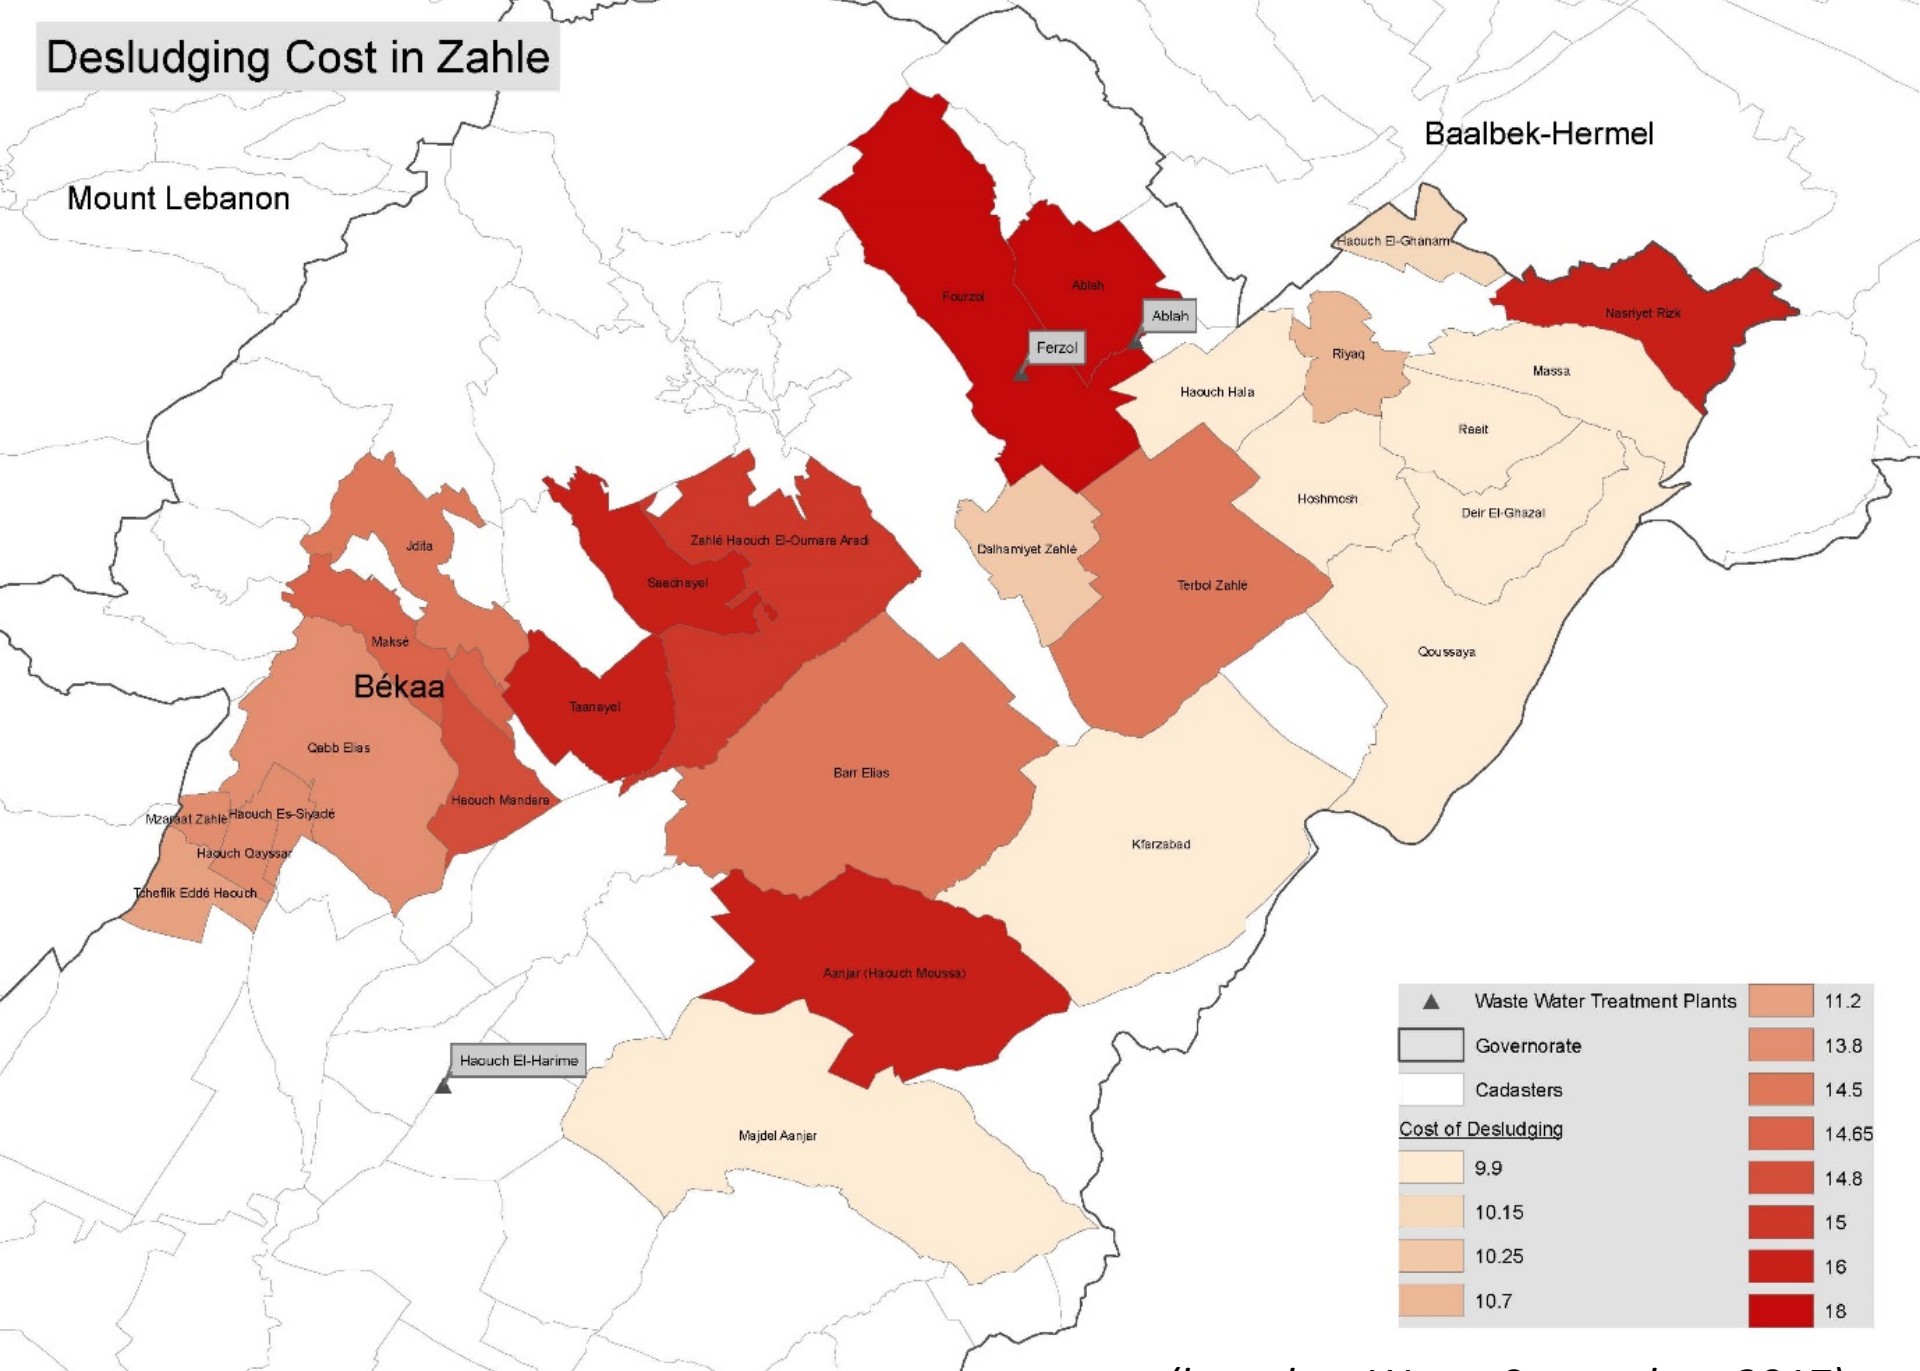 Desludging Cost in Zahle
Mount Lebanon
Baalbek-Hermel
Haouch El-Ghanam
Fourzol
Ablah
Ablah
Ferzol
Nasriyet Rizk
Riyaq
Massa
Haouch Hala
Raait
Hoshmosh
Deir El-Ghazal
Jdita
Zahlé Haouch El-Oumara Aradi
Dalhamiyet Zahlé
Saadnayel
Terbol Zahlé
Maksé
Qoussaya
Békaa
Taanayel
Qabb Elias
Barr Elias
Haouch Mandara
Mzaraat Zahlé
Haouch Es-Siyadé
Kfarzabad
Haouch Qayssar
Tcheflik Eddé Haouch
Aanjar (Haouch Moussa)
Haouch El-Harime
Majdel Aanjar
Waste Water Treatment Plants
Governorate
Cadasters
Cost of Desludging
9.9
10.15
10.25
10.7
11.2
13.8
14.5
14.65
14.8
15
16
18